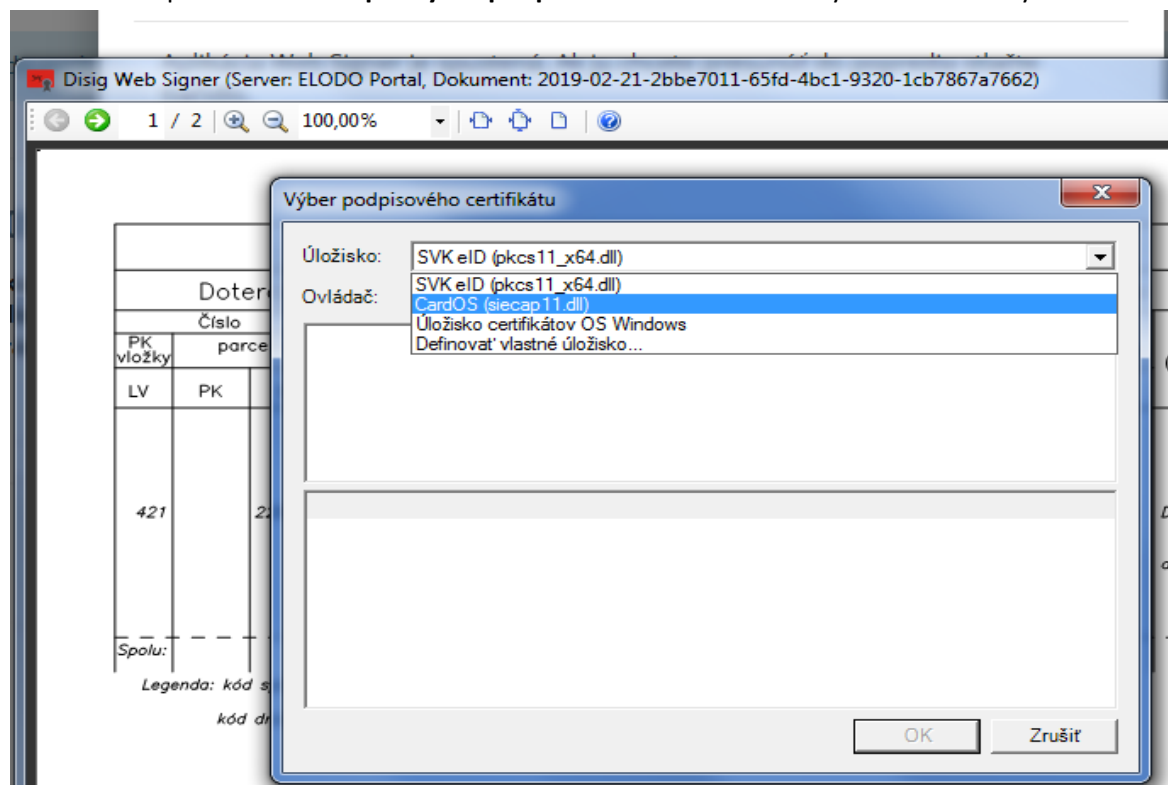 Disig Web Signer (Server: ELODO Portal, Dokument: 2019-02-21-2bbe7011-65fd-4bc1-9320-1cb7867a7662)
1 / 2 100,00%
Výber podpisového certifikátu
Úložisko: SVK eID (pkcs11_x64.dll)
SVK eID (pkcs11_x64.dll)
Ovládač: CardOS (siecap11.dll)
Úložisko certifikátov OS Windows
Definovať vlastné úložisko...
Číslo
PK vložky
LV PK
421
Spolu:
Legenda: kód
kód
OK Zrušiť